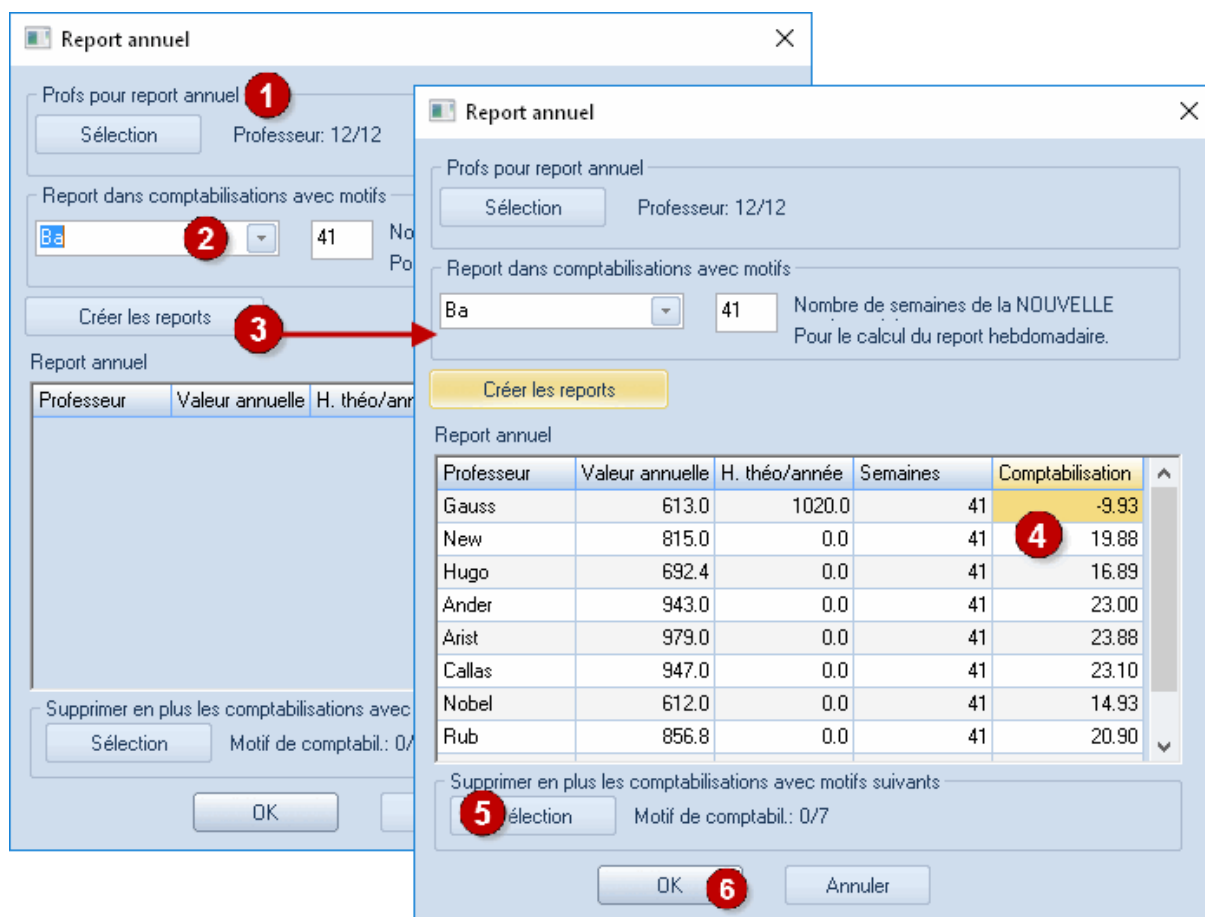 Report annuel
Profs pour report annuel 1
Sélection Professeur: 12/12
Report dans comptabilisations avec motifs
Ba 2 41 No
Po
Créer les reports 3
Report annuel
Professeur Valeur annuelle H. théo/ann
Supprimer en plus les comptabilisations avec
Sélection Motif de comptabil.: 0/
OK
Report annuel
Profs pour report annuel
Sélection Professeur: 12/12
Report dans comptabilisations avec motifs
Ba 41 Nombre de semaines de la NOUVELLE
Pour le calcul du report hebdomadaire.
Créer les reports
Report annuel
Professeur Valeur annuelle H. théo/année Semaines Comptabilisation
Gauss 613.0 1020.0 41 -9.93
New 815.0 0.0 41 4 19.88
Hugo 692.4 0.0 41 16.89
Ander 943.0 0.0 41 23.00
Arist 979.0 0.0 41 23.88
Callas 947.0 0.0 41 23.10
Nobel 612.0 0.0 41 14.93
Rub 856.8 0.0 41 20.90
Supprimer en plus les comptabilisations avec motifs suivants
5 élection Motif de comptabil.: 0/7
OK 6 Annuler